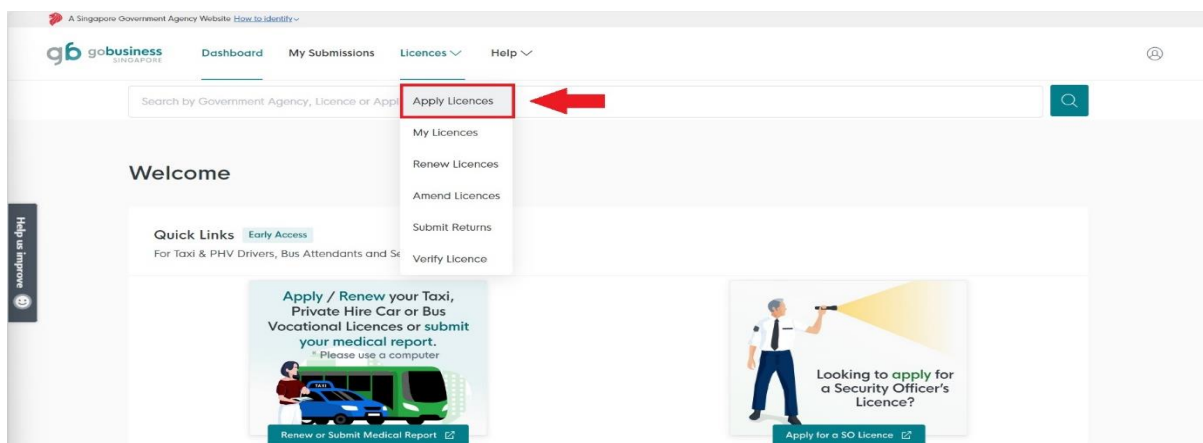 A Singapore Government Agency Website How to identify
gobusiness
SINGAPORE
Dashboard
My Submissions
Licences
Help
Search by Government Agency, Licence or
Apply Licences
My Licences
Renew Licences
Amend Licences
Submit Returns
Verify Licence
Welcome
Help us improve
Quick Links Early Access
For Taxi & PHV Drivers, Bus Attendants and
Apply / Renew your Taxi,
Private Hire Car or Bus
Vocational Licences or submit
your medical report.
* Please use a computer
TAXI
Renew or Submit Medical Report
Looking to apply for
a Security Officer's
Licence?
Apply for a SO Licence